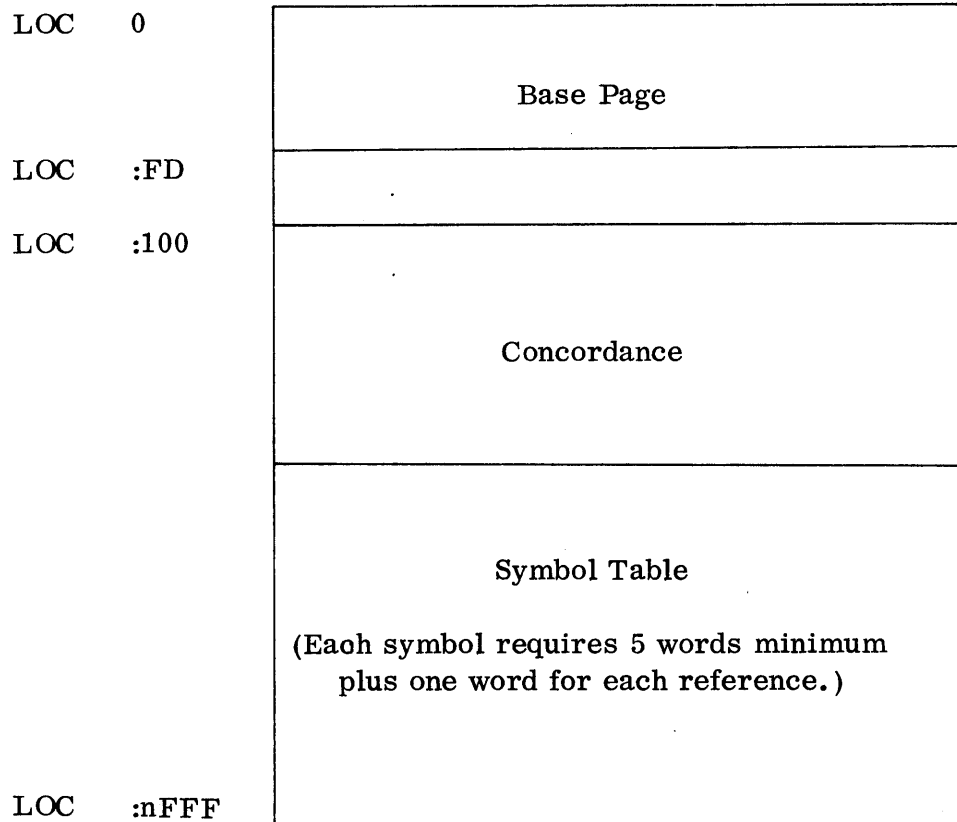 LOC 0
Base Page
LOC :FD
LOC :100
Concordance
Symbol Table
(Each symbol requires 5 words minimum
plus one word for each reference.)
LOC :nFFF